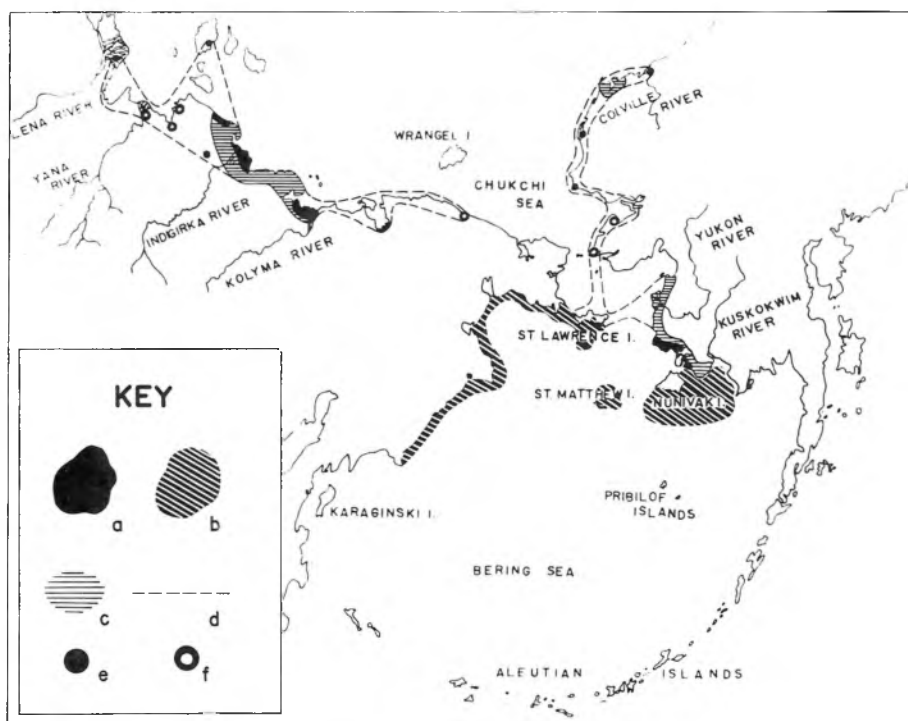 LENA RIVER
YANA
RIVER
INDIGIRKA RIVER
KOLYMA RIVER
WRANGEL I.
CHUKCHI
SEA
COLVILLE
RIVER
YUKON
RIVER
KUSKOKWIM
RIVER
ST. LAWRENCE I.
ST. MATTHEW I.
NUNIVAK I.
PRIBILOF
ISLANDS
KARAGINSKI I.
BERING SEA
ALEUTIAN ISLANDS
KEY
a b
c d
e f